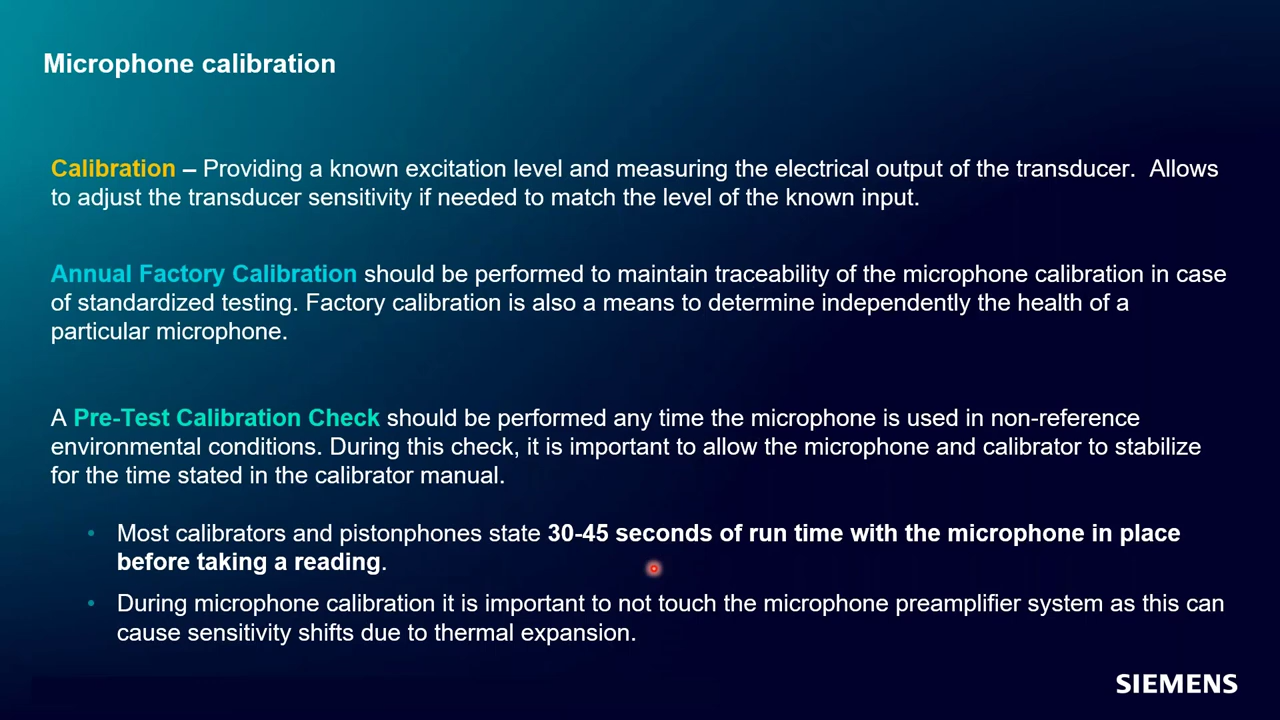 Microphone calibration
Calibration – Providing a known excitation level and measuring the electrical output of the transducer.  Allows
to adjust the transducer sensitivity if needed to match the level of the known input.
Annual Factory Calibration should be performed to maintain traceability of the microphone calibration in case
of standardized testing. Factory calibration is also a means to determine independently the health of a
particular microphone.
A Pre-Test Calibration Check should be performed any time the microphone is used in non-reference
environmental conditions. During this check, it is important to allow the microphone and calibrator to stabilize
for the time stated in the calibrator manual.
• Most calibrators and pistonphones state 30-45 seconds of run time with the microphone in place
before taking a reading.
• During microphone calibration it is important to not touch the microphone preamplifier system as this can
cause sensitivity shifts due to thermal expansion.
SIEMENS